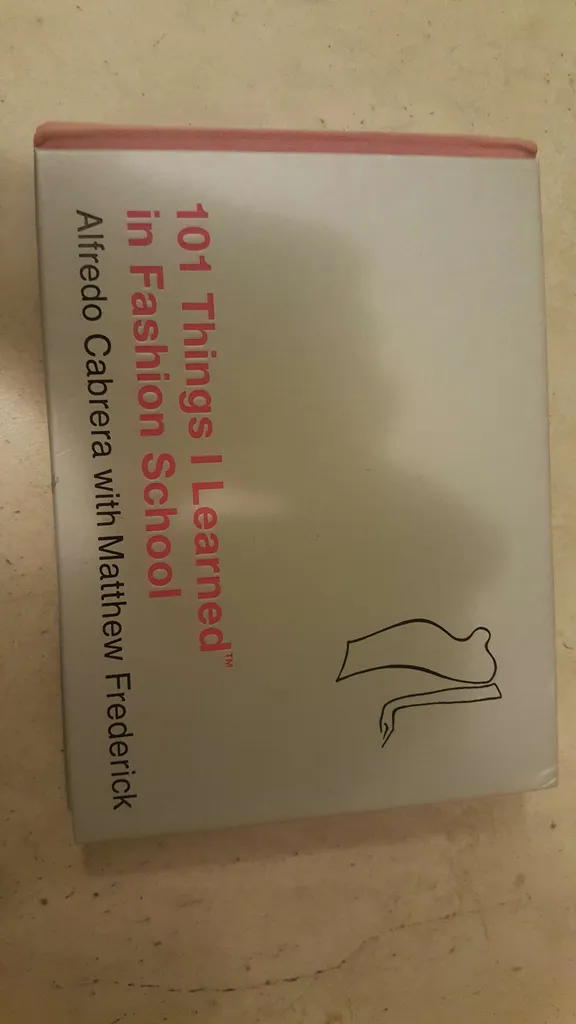 101 Things I Learned™
in Fashion School
Alfredo Cabrera with Matthew Frederick